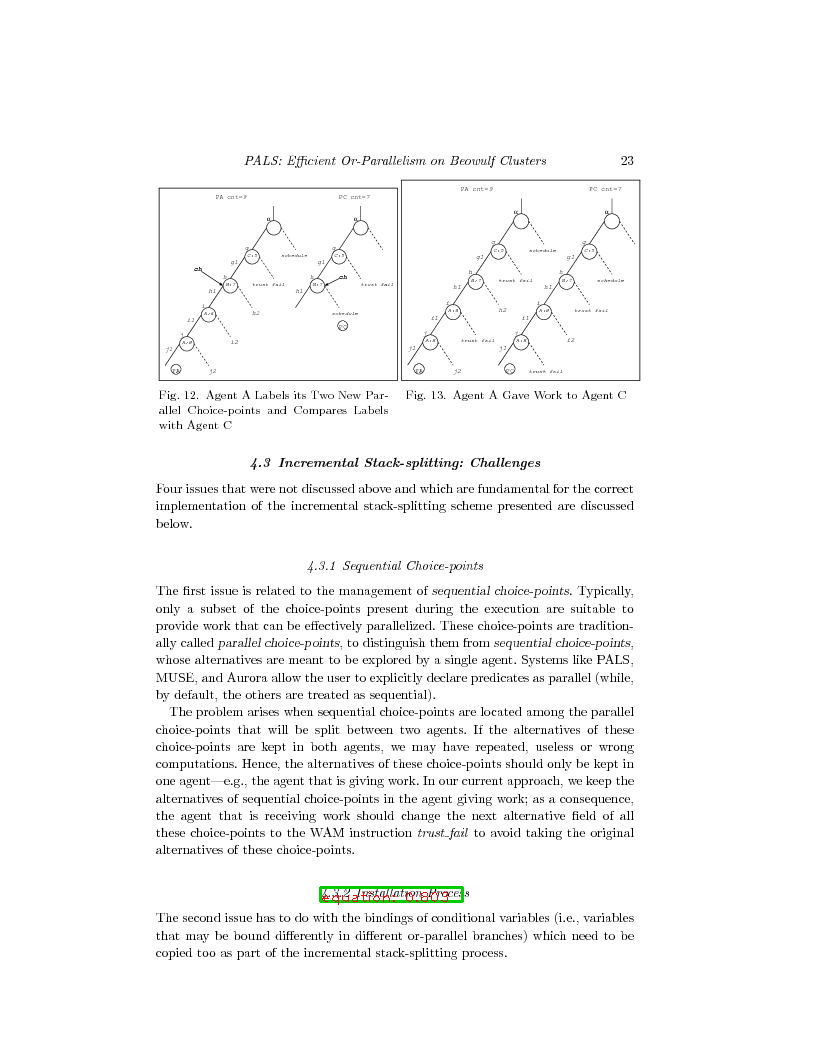 PALS: Efficient Or-Parallelism on Beowulf Clusters 23
PA cnt=9 PC cnt=7
a a
g g
C:5 C:5
schedule
g1 g1
ch h h ch
B:7 B:7
trust fail trust fail
h1 h1
i h2 schedule
A:8
i1 PC
j i2
A:8
j1
PA j2
PA cnt=9 PC cnt=7
a a
g g
C:5 C:5
schedule
g1 g1
h h
B:7 B:7
trust fail schedule
h1 h1
i i
A:8 A:8
h2 trust fail
i1 i1
j j
A:8 A:8
trust fail i2
j1 j1
PA j2 PC trust fail
Fig. 12. Agent A Labels its Two New Par-
allel Choice-points and Compares Labels
with Agent C
Fig. 13. Agent A Gave Work to Agent C
4.3 Incremental Stack-splitting: Challenges
Four issues that were not discussed above and which are fundamental for the correct
implementation of the incremental stack-splitting scheme presented are discussed
below.
4.3.1 Sequential Choice-points
The first issue is related to the management of sequential choice-points. Typically,
only a subset of the choice-points present during the execution are suitable to
provide work that can be effectively parallelized. These choice-points are tradition-
ally called parallel choice-points, to distinguish them from sequential choice-points,
whose alternatives are meant to be explored by a single agent. Systems like PALS,
MUSE, and Aurora allow the user to explicitly declare predicates as parallel (while,
by default, the others are treated as sequential).
The problem arises when sequential choice-points are located among the parallel
choice-points that will be split between two agents. If the alternatives of these
choice-points are kept in both agents, we may have repeated, useless or wrong
computations. Hence, the alternatives of these choice-points should only be kept in
one agent—e.g., the agent that is giving work. In our current approach, we keep the
alternatives of sequential choice-points in the agent giving work; as a consequence,
the agent that is receiving work should change the next alternative field of all
these choice-points to the WAM instruction trust_fail to avoid taking the original
alternatives of these choice-points.
4.3.2 Installation Process
equation: 0.803
The second issue has to do with the bindings of conditional variables (i.e., variables
that may be bound differently in different or-parallel branches) which need to be
copied too as part of the incremental stack-splitting process.